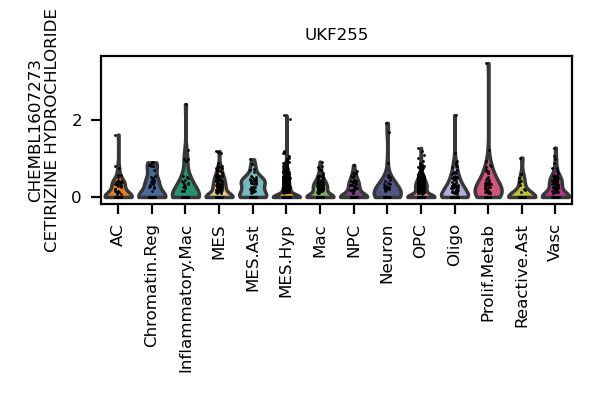 UKF255
CHEMBL1607273
CETIRIZINE HYDROCHLORIDE
2
0
AC
Chromatin.Reg
Inflammatory.Mac
MES
MES.Ast
MES.Hyp
Mac
NPC
Neuron
OPC
Oligo
Prolif.Metab
Reactive.Ast
Vasc